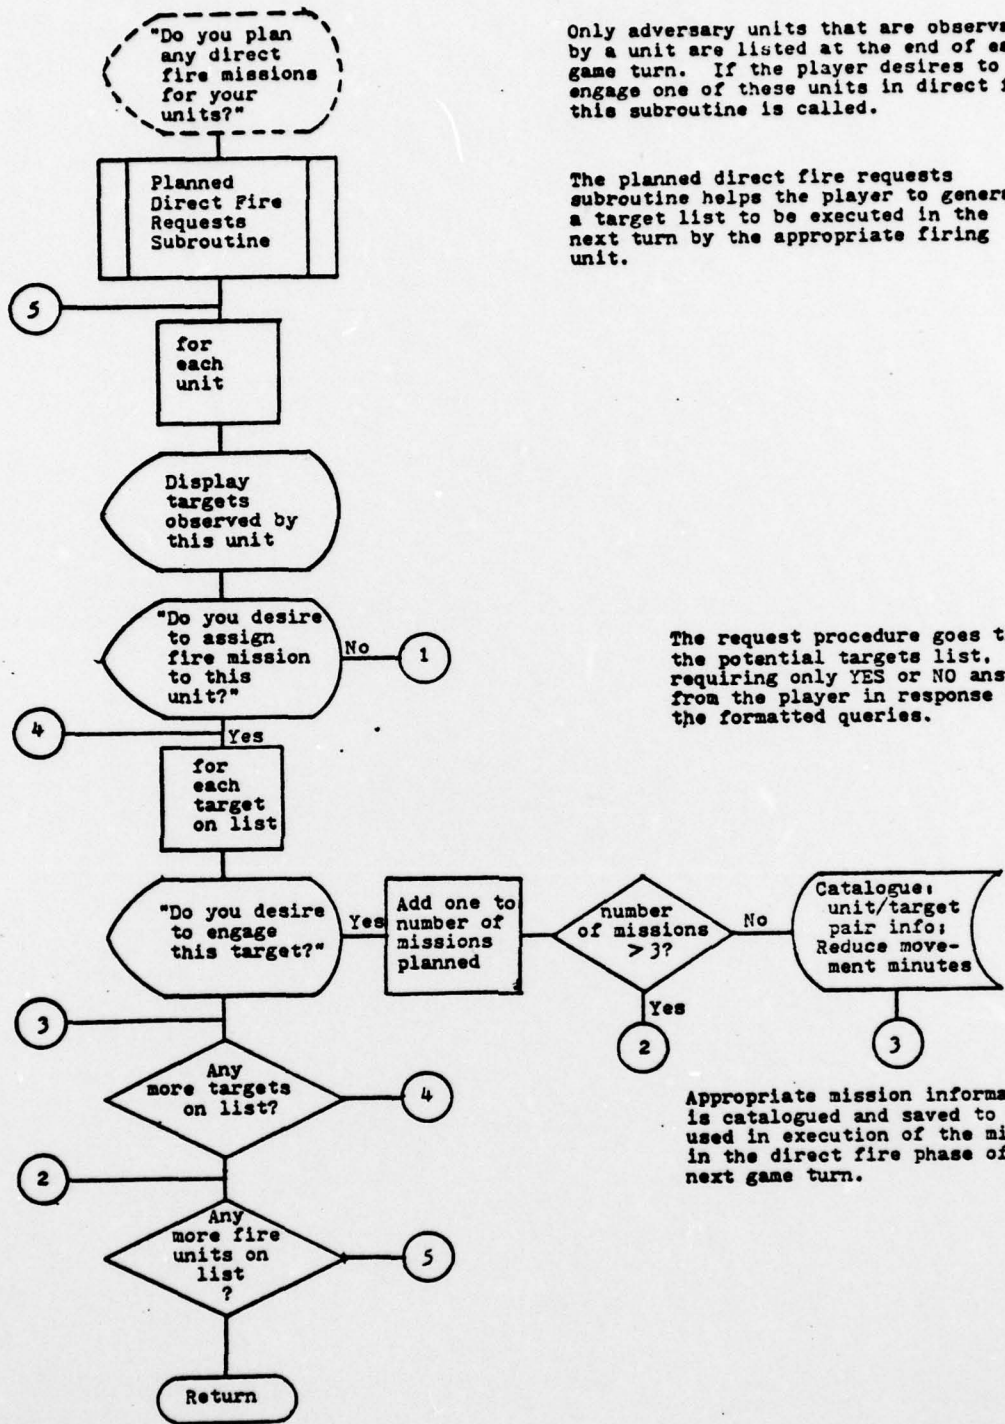 "Do you plan
any direct
fire missions
for your
units?"
Only adversary units that are observa
by a unit are listed at the end of ea
game turn. If the player desires to
engage one of these units in direct f
this subroutine is called.
Planned
Direct Fire
Requests
Subroutine
The planned direct fire requests
subroutine helps the player to genera
a target list to be executed in the
next turn by the appropriate firing
unit.
5
for
each
unit
Display
targets
observed by
this unit
"Do you desire
to assign
fire mission
to this
unit?"
No
1
The request procedure goes t
the potential targets list,
requiring only YES or NO ans
from the player in response
the formatted queries.
4
Yes
for
each
target
on list
"Do you desire
to engage
this target?"
Yes
Add one to
number of
missions
planned
number
of missions
> 3?
No
Catalogue:
unit/target
pair info;
Reduce move-
ment minutes
Yes
2
3
3
Any
more targets
on list?
4
Appropriate mission informa
is catalogued and saved to
used in execution of the mi
in the direct fire phase of
next game turn.
2
Any
more fire
units on
list
?
5
Return